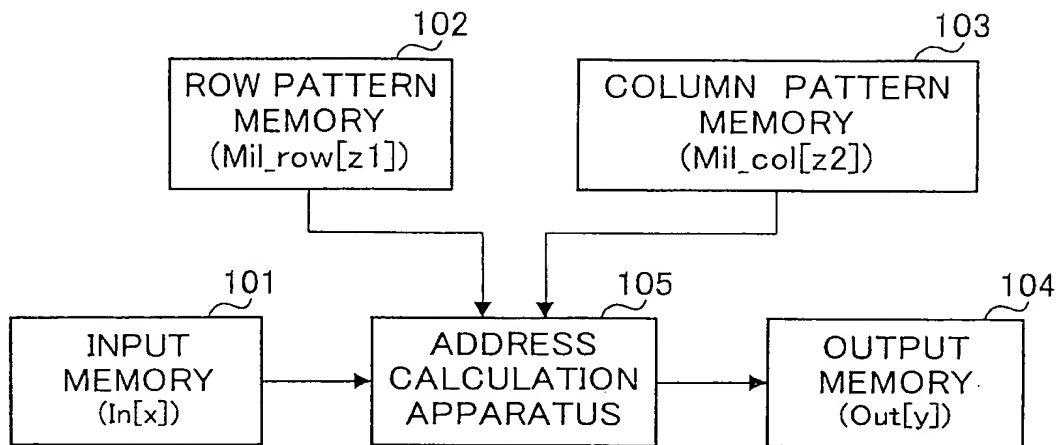 102
ROW PATTERN
MEMORY
(Mil_row[z1])
103
COLUMN PATTERN
MEMORY
(Mil_col[z2])
101
INPUT
MEMORY
(In[x])
105
ADDRESS
CALCULATION
APPARATUS
104
OUTPUT
MEMORY
(Out[y])